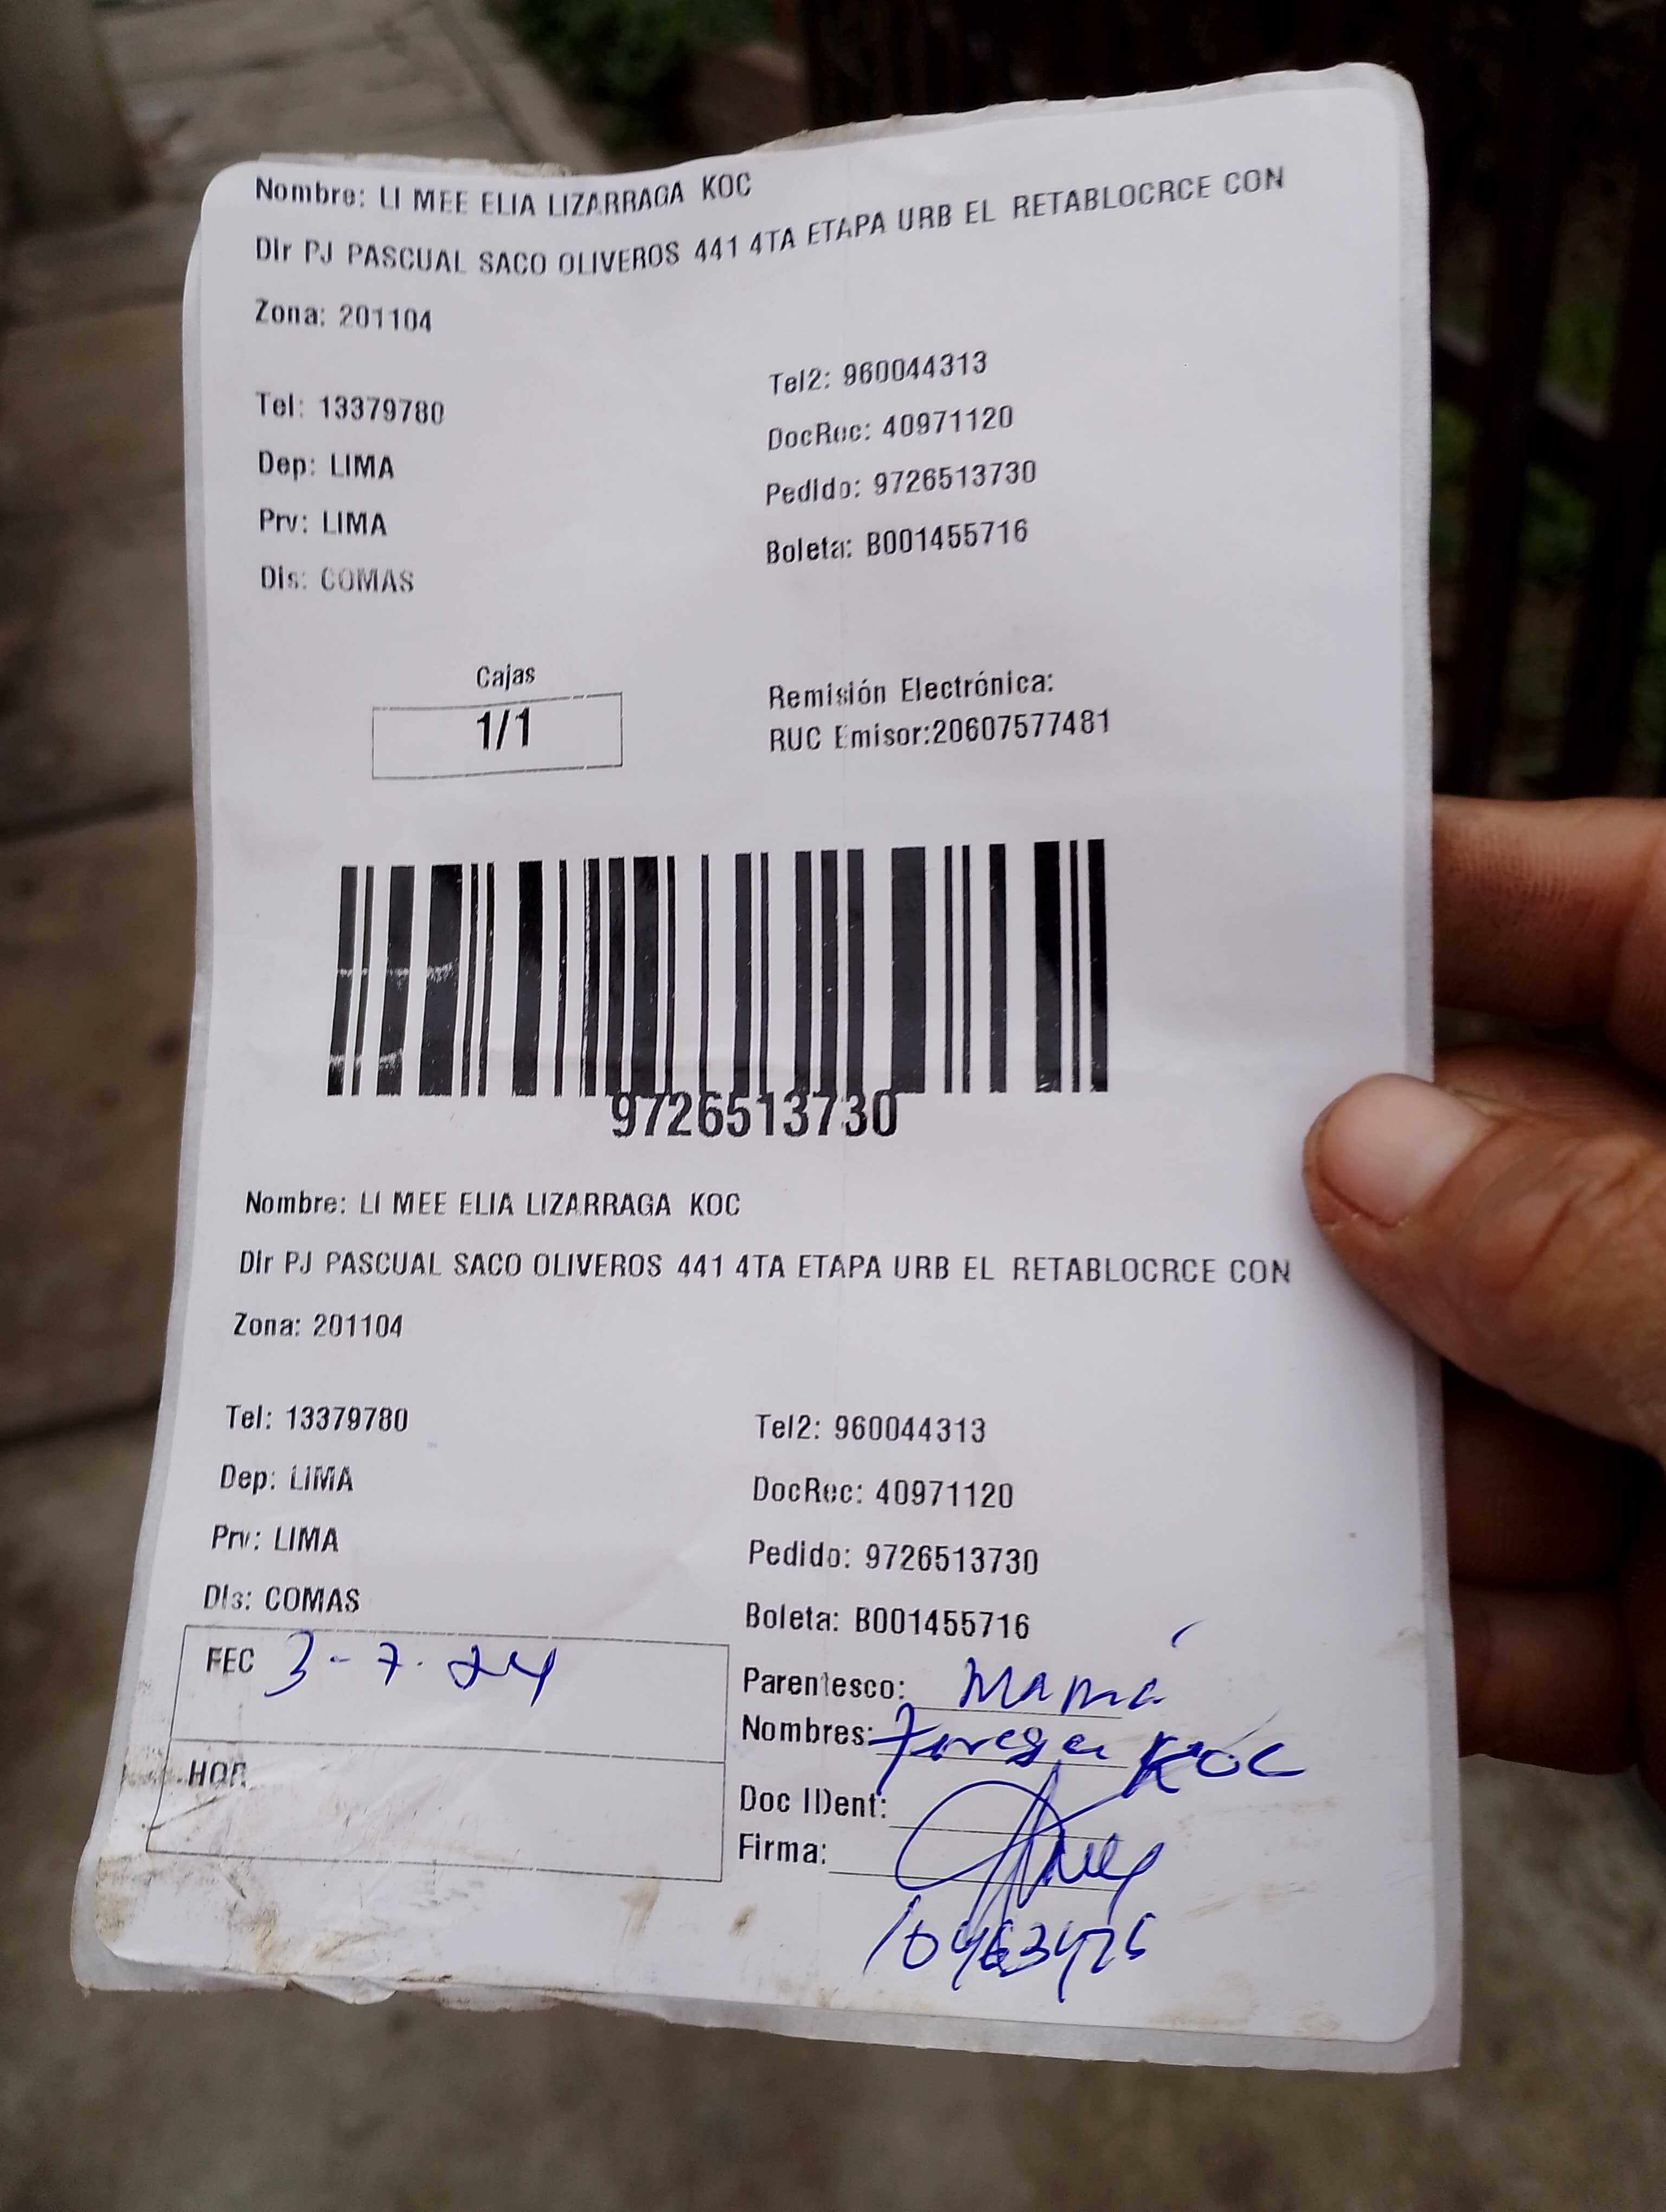 Nombre: LI MEE ELIA LIZARRAGA KOC
Dir PJ PASCUAL SACO OLIVEROS 441 4TA ETAPA URB EL RETABLOCRCE CON
Zona: 201104
Tel: 13379780 Tel2: 960044313
Dep: LIMA DocRec: 40971120
Prv: LIMA Pedido: 9726513730
Dis: COMAS Boleta: B001455716
Cajas
1/1
Remisión Electrónica:
RUC Emisor:20607577481
9726513730
Nombre: LI MEE ELIA LIZARRAGA KOC
Dir PJ PASCUAL SACO OLIVEROS 441 4TA ETAPA URB EL RETABLOCRCE CON
Zona: 201104
Tel: 13379780 Tel2: 960044313
Dep: LIMA DocRec: 40971120
Prv: LIMA Pedido: 9726513730
Dis: COMAS Boleta: B001455716
FEC 3-7-24
HOR
Parentesco: Mamá
Nombres: KOC
Doc IDent:
Firma: